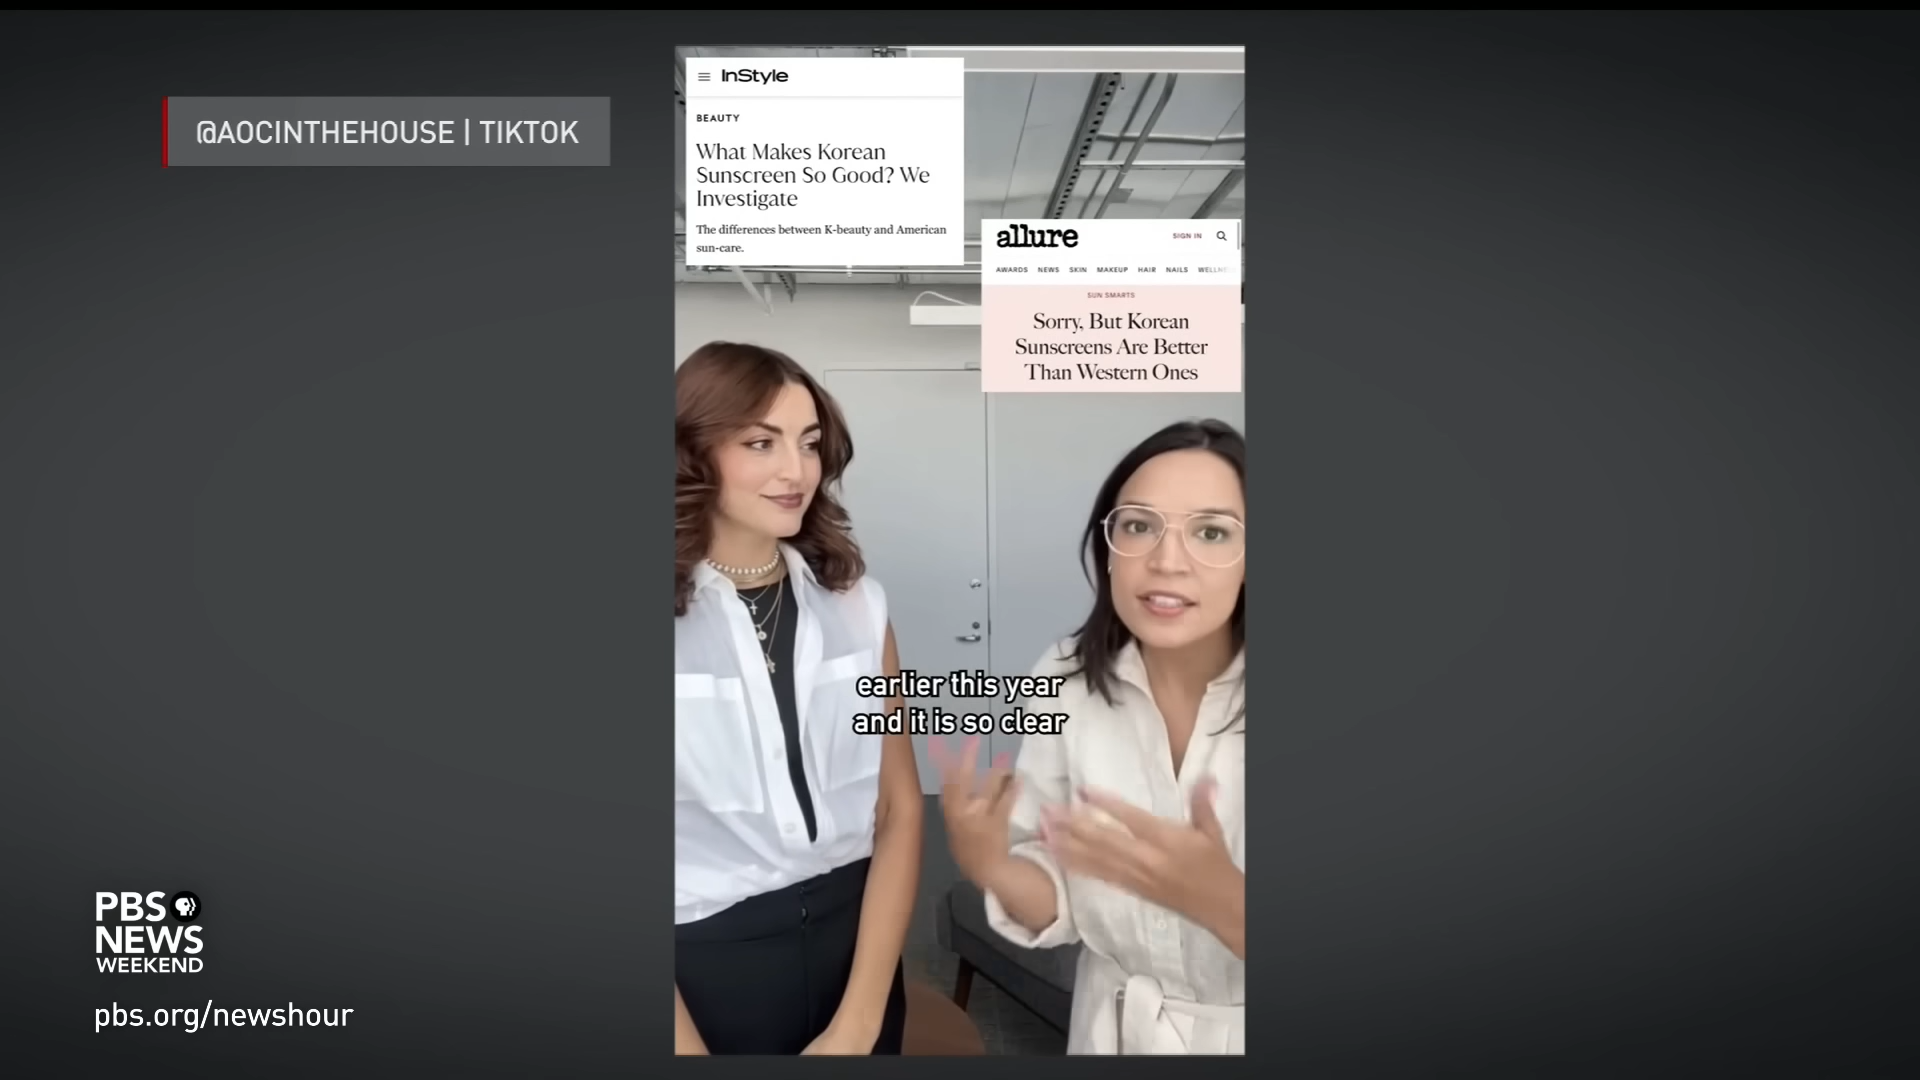 @AOCINTHEHOUSE | TIKTOK
InStyle
BEAUTY
What Makes Korean
Sunscreen So Good? We
Investigate
The differences between K-beauty and American
sun-care.
allure
SIGN IN
AWARDS NEWS SKIN MAKEUP HAIR NAILS WELLNE
SUN SMARTS
Sorry, But Korean
Sunscreens Are Better
Than Western Ones
earlier this year
and it is so clear
PBS
NEWS
WEEKEND
pbs.org/newshour